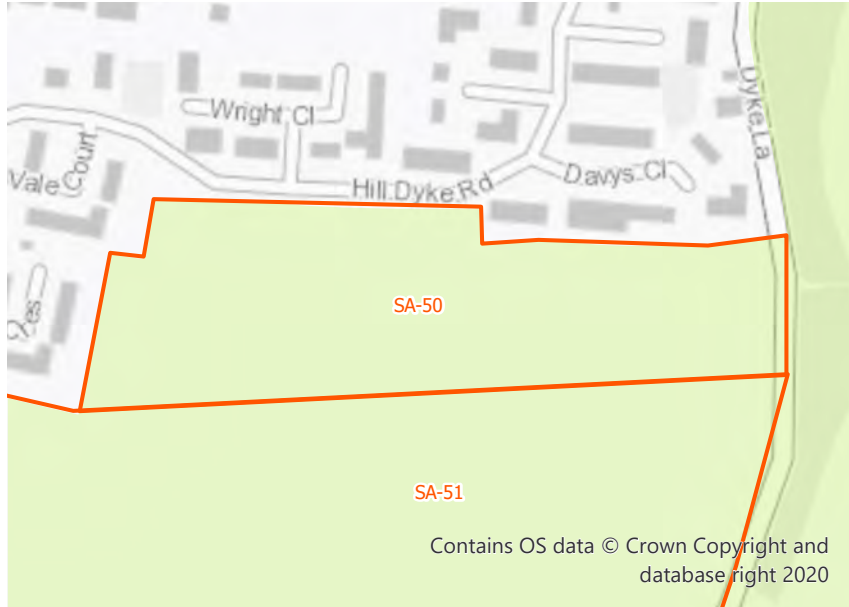 Wright Cl
Dyke La
Vale Court
Hill Dyke Rd
Davys Cl
SA-50
SA-51
Contains OS data © Crown Copyright and
database right 2020